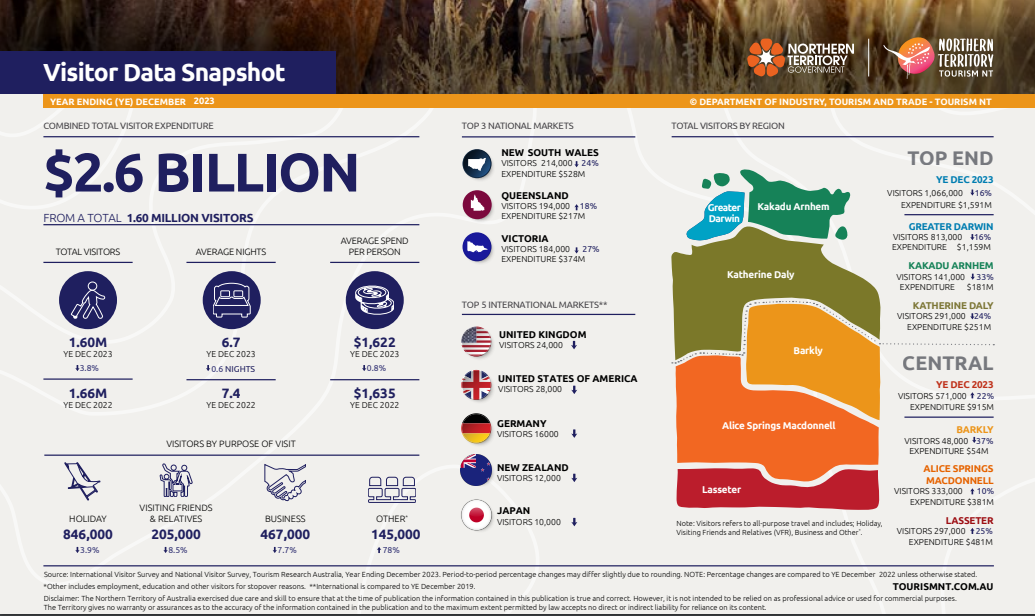 NORTHERN
TERRITORY
GOVERNMENT
NORTHERN
TERRITORY
TOURISM NT
Visitor Data Snapshot
YEAR ENDING (YE) DECEMBER 2023
© DEPARTMENT OF INDUSTRY, TOURISM AND TRADE - TOURISM NT
COMBINED TOTAL VISITOR EXPENDITURE
$2.6 BILLION
FROM A TOTAL 1.60 MILLION VISITORS
TOTAL VISITORS
1.60M
YE DEC 2023
⬇3.8%
1.66M
YE DEC 2022
AVERAGE NIGHTS
6.7
YE DEC 2023
⬇0.6 NIGHTS
7.4
YE DEC 2022
AVERAGE SPEND
PER PERSON
$1,622
YE DEC 2023
⬇0.8%
$1,635
YE DEC 2022
VISITORS BY PURPOSE OF VISIT
HOLIDAY
846,000
⬇3.9%
VISITING FRIENDS
& RELATIVES
205,000
⬇8.5%
BUSINESS
467,000
⬇7.7%
OTHER*
145,000
⬆78%
TOP 3 NATIONAL MARKETS
NEW SOUTH WALES
VISITORS 214,000 ⬇ 24%
EXPENDITURE $528M
QUEENSLAND
VISITORS 194,000 ⬆18%
EXPENDITURE $217M
VICTORIA
VISITORS 184,000 ⬇ 27%
EXPENDITURE $374M
TOP 5 INTERNATIONAL MARKETS**
UNITED KINGDOM
VISITORS 24,000 ⬇
UNITED STATES OF AMERICA
VISITORS 28,000 ⬇
GERMANY
VISITORS 16000 ⬇
NEW ZEALAND
VISITORS 12,000 ⬇
JAPAN
VISITORS 10,000 ⬇
TOTAL VISITORS BY REGION
Greater
Darwin
Kakadu Arnhem
Katherine Daly
Barkly
Alice Springs Macdonnell
Lasseter
TOP END
YE DEC 2023
VISITORS 1,066,000 ⬇16%
EXPENDITURE $1,591M
GREATER DARWIN
VISITORS 813,000 ⬇16%
EXPENDITURE $1,159M
KAKADU ARNHEM
VISITORS 141,000 ⬇33%
EXPENDITURE $181M
KATHERINE DALY
VISITORS 291,000 ⬇24%
EXPENDITURE $251M
CENTRAL
YE DEC 2023
VISITORS 571,000 ⬆ 22%
EXPENDITURE $915M
BARKLY
VISITORS 48,000 ⬇37%
EXPENDITURE $54M
ALICE SPRINGS
MACDONNELL
VISITORS 333,000 ⬆ 10%
EXPENDITURE $381M
LASSETER
VISITORS 297,000 ⬆25%
EXPENDITURE $481M
Note: Visitors refers to all-purpose travel and includes; Holiday,
Visiting Friends and Relatives (VFR), Business and Other*.
Source: International Visitor Survey and National Visitor Survey, Tourism Research Australia, Year Ending December 2023. Period-to-period percentage changes may differ slightly due to rounding. NOTE: Percentage changes are compared to YE December 2022 unless otherwise stated.
*Other includes employment, education and other visitors for stopover reasons. **International is compared to YE December 2019.
TOURISMNT.COM.AU
Disclaimer: The Northern Territory of Australia exercised due care and skill to ensure that at the time of publication the information contained in this publication is true and correct. However, it is not intended to be relied on as professional advice or used for commercial purposes.
The Territory gives no warranty or assurances as to the accuracy of the information contained in the publication and to the maximum extent permitted by law accepts no direct or indirect liability for reliance on its content.